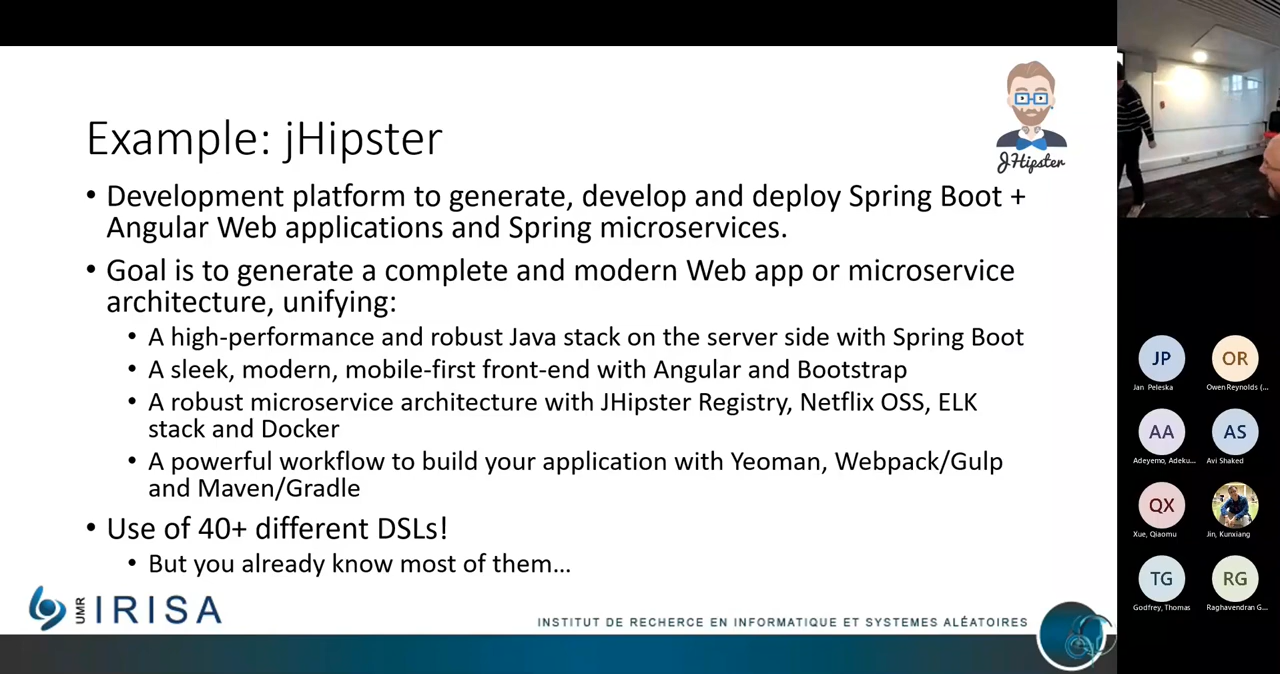 Example: jHipster
JHipster
• Development platform to generate, develop and deploy Spring Boot +
Angular Web applications and Spring microservices.
• Goal is to generate a complete and modern Web app or microservice
architecture, unifying:
• A high-performance and robust Java stack on the server side with Spring Boot
• A sleek, modern, mobile-first front-end with Angular and Bootstrap
• A robust microservice architecture with JHipster Registry, Netflix OSS, ELK
stack and Docker
• A powerful workflow to build your application with Yeoman, Webpack/Gulp
and Maven/Gradle
• Use of 40+ different DSLs!
• But you already know most of them...
UMR IRISA
INSTITUT DE RECHERCE EN INFORMATIQUE ET SYSTEMES ALÉATOIRES
JP
Jan Peleska
OR
Owen Reynolds (...
AA
Adeyemo, Adeku...
AS
Avi Shaked
QX
Xue, Qiaomu
Jin, Kunxiang
TG
Godfrey, Thomas
RG
Raghavendran G...